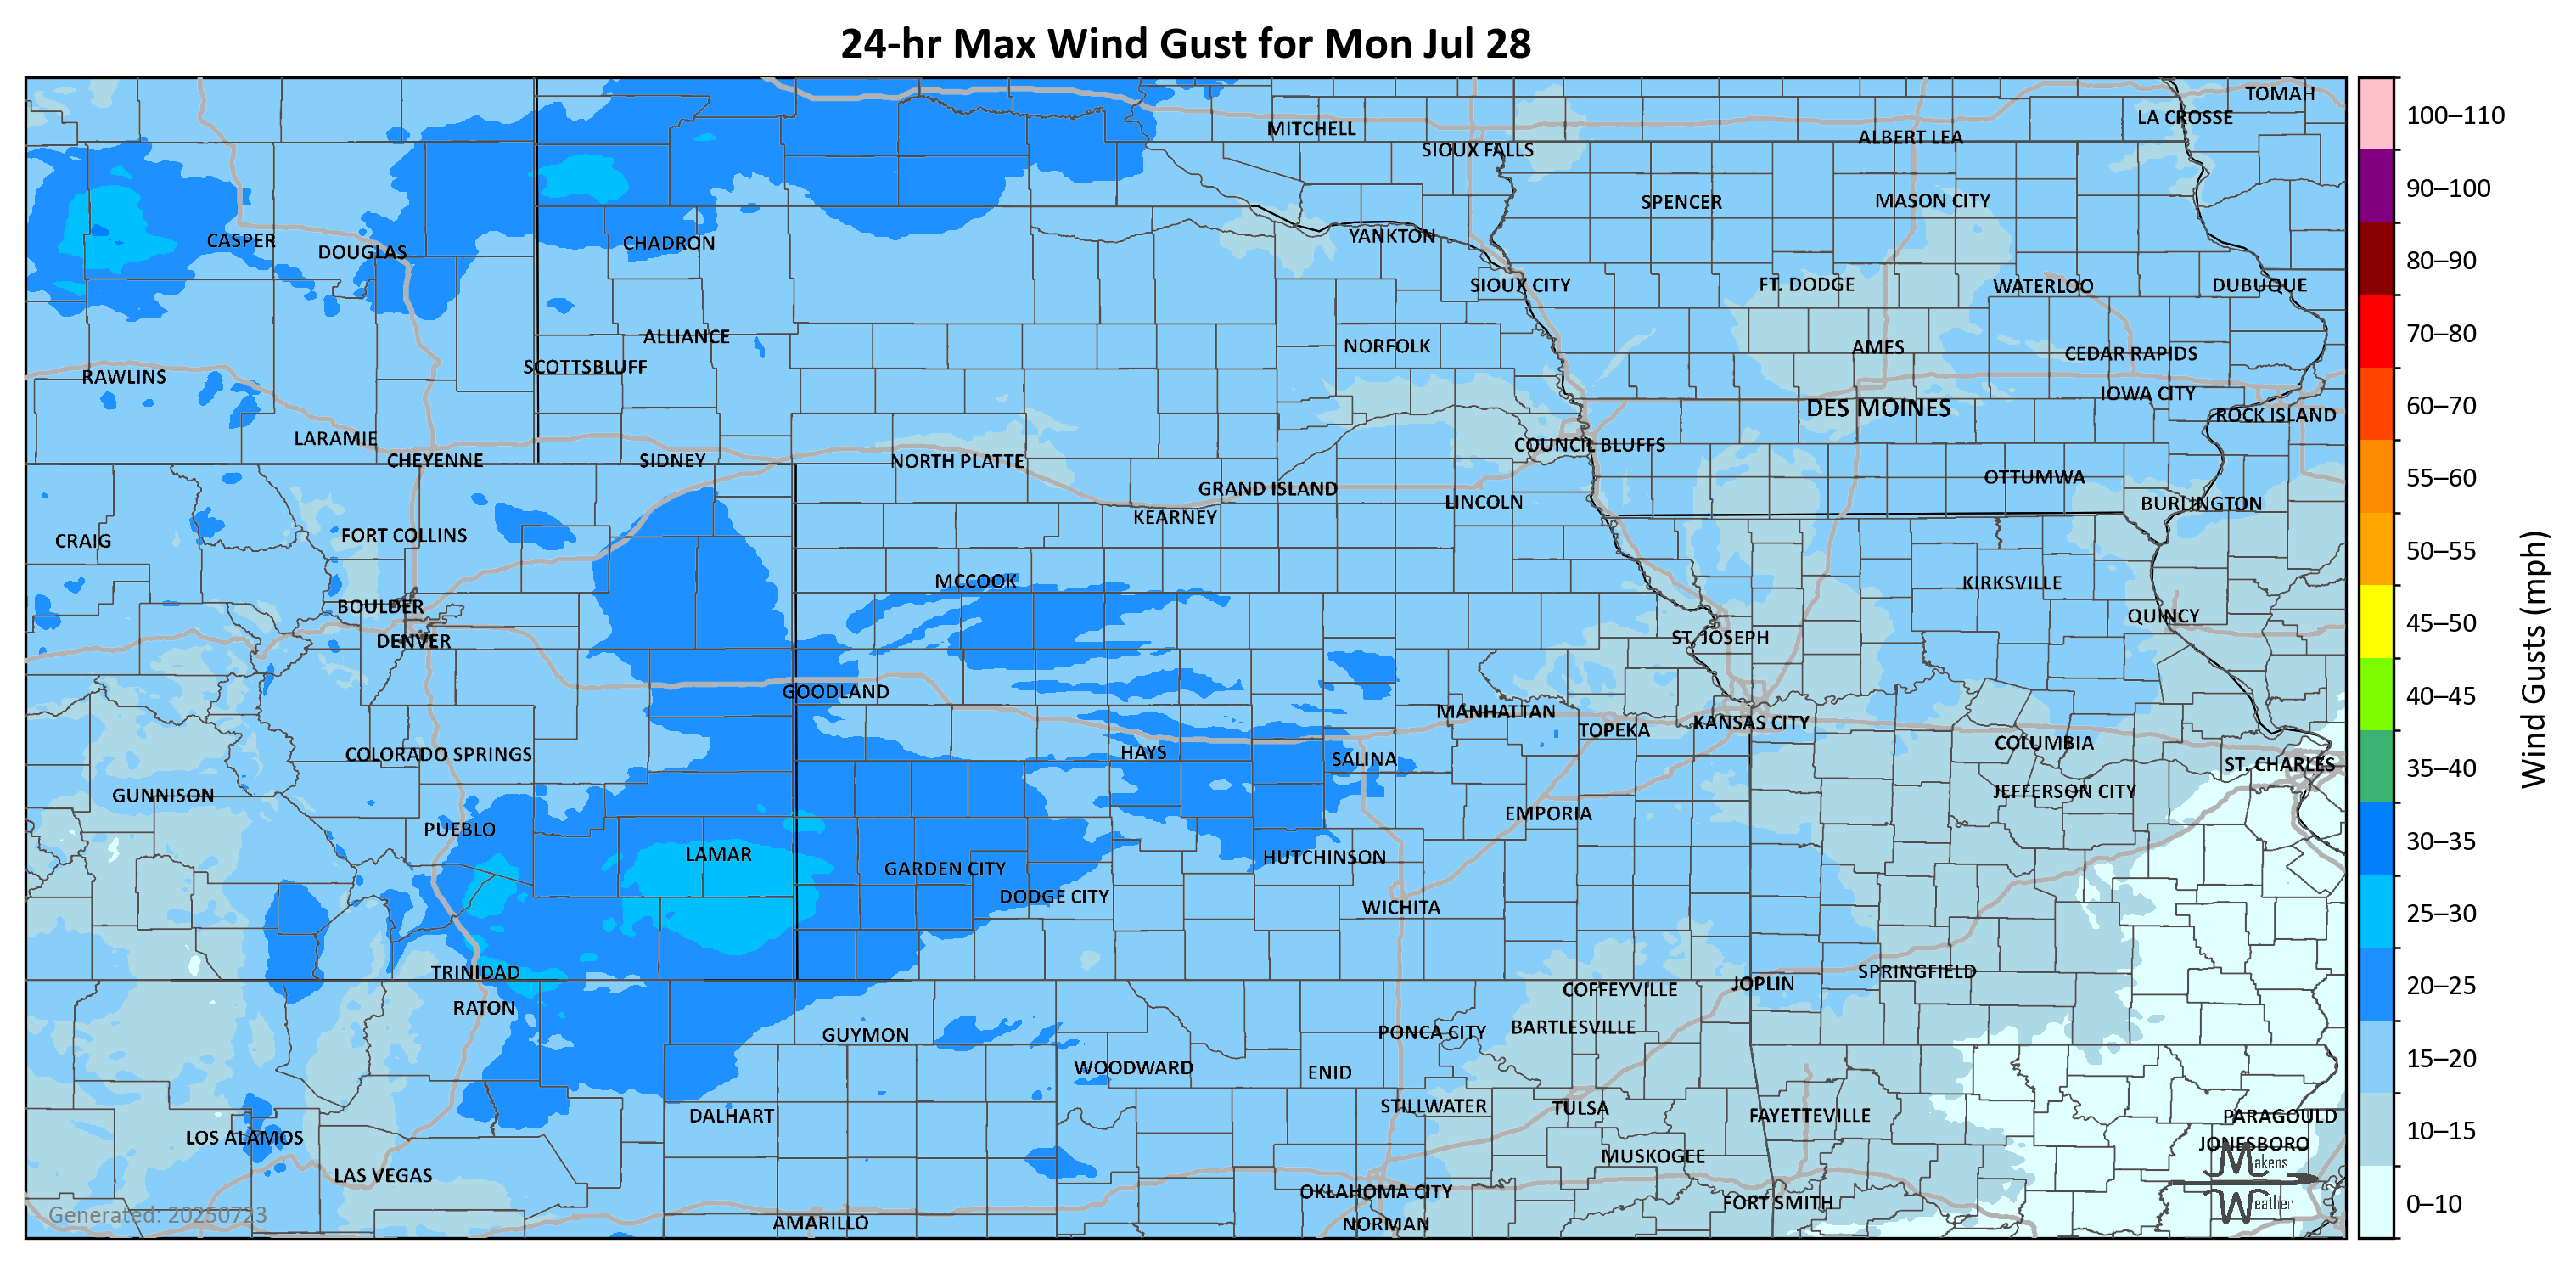 24-hr Max Wind Gust for Mon Jul 28
TOMAH
LA CROSSE
MITCHELL
ALBERT LEA
SIOUX FALLS
SPENCER
MASON CITY
CASPER
DOUGLAS
CHADRON
YANKTON
SIOUX CITY
FT. DODGE
WATERLOO
DUBUQUE
ALLIANCE
NORFOLK
AMES
CEDAR RAPIDS
SCOTTSBLUFF
RAWLINS
IOWA CITY
DES MOINES
ROCK ISLAND
LARAMIE
COUNCIL BLUFFS
CHEYENNE
SIDNEY
NORTH PLATTE
OTTUMWA
GRAND ISLAND
LINCOLN
BURLINGTON
KEARNEY
FORT COLLINS
CRAIG
MCCOOK
KIRKSVILLE
BOULDER
QUINCY
DENVER
ST. JOSEPH
GOODLAND
MANHATTAN
KANSAS CITY
TOPEKA
COLUMBIA
COLORADO SPRINGS
HAYS
SALINA
ST. CHARLES
GUNNISON
JEFFERSON CITY
EMPORIA
PUEBLO
LAMAR
HUTCHINSON
GARDEN CITY
DODGE CITY
WICHITA
TRINIDAD
SPRINGFIELD
JOPLIN
COFFEYVILLE
RATON
BARTLESVILLE
GUYMON
PONCA CITY
WOODWARD
ENID
STILLWATER
TULSA
DALHART
FAYETTEVILLE
PARAGOULD
LOS ALAMOS
JONESBORO
MUSKOGEE
LAS VEGAS
OKLAHOMA CITY
FORT SMITH
AMARILLO
NORMAN
Generated: 20250723
Makens
Weather
100–110
90–100
80–90
70–80
60–70
55–60
50–55
45–50
40–45
35–40
30–35
25–30
20–25
15–20
10–15
0–10
Wind Gusts (mph)